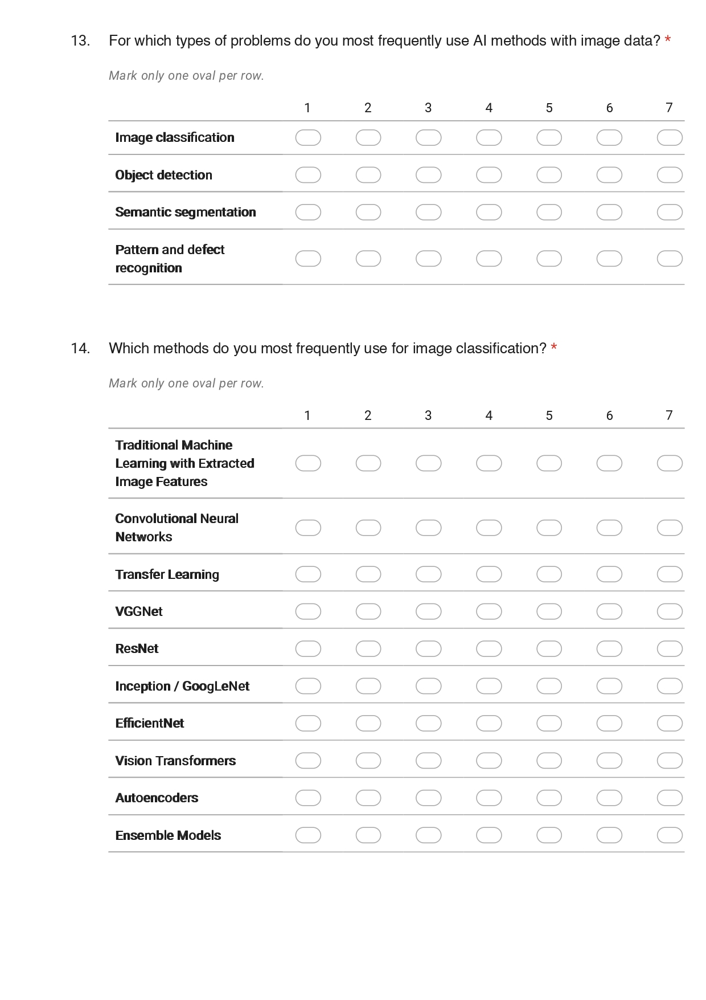 13. For which types of problems do you most frequently use AI methods with image data? *
Mark only one oval per row.
1 2 3 4 5 6 7
Image classification
Object detection
Semantic segmentation
Pattern and defect
recognition
14. Which methods do you most frequently use for image classification? *
Mark only one oval per row.
1 2 3 4 5 6 7
Traditional Machine
Learning with Extracted
Image Features
Convolutional Neural
Networks
Transfer Learning
VGGNet
ResNet
Inception / GoogLeNet
EfficientNet
Vision Transformers
Autoencoders
Ensemble Models